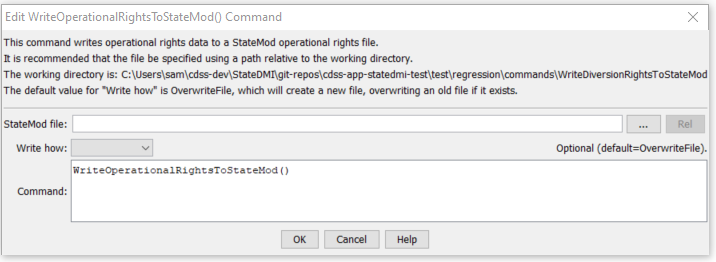 Edit WriteOperationalRightsToStateMod() Command
This command writes operational rights data to a StateMod operational rights file.
It is recommended that the file be specified using a path relative to the working directory.
The working directory is: C:\Users\sam\cdss-dev\StateDMI\git-repos\cdss-app-statedmi-test\test\regression\commands\WriteDiversionRightsToStateMod
The default value for "Write how" is OverwriteFile, which will create a new file, overwriting an old file if it exists.
StateMod file: ... Rel
Write how: Optional (default=OverwriteFile).
WriteOperationalRightsToStateMod()
Command:
OK Cancel Help